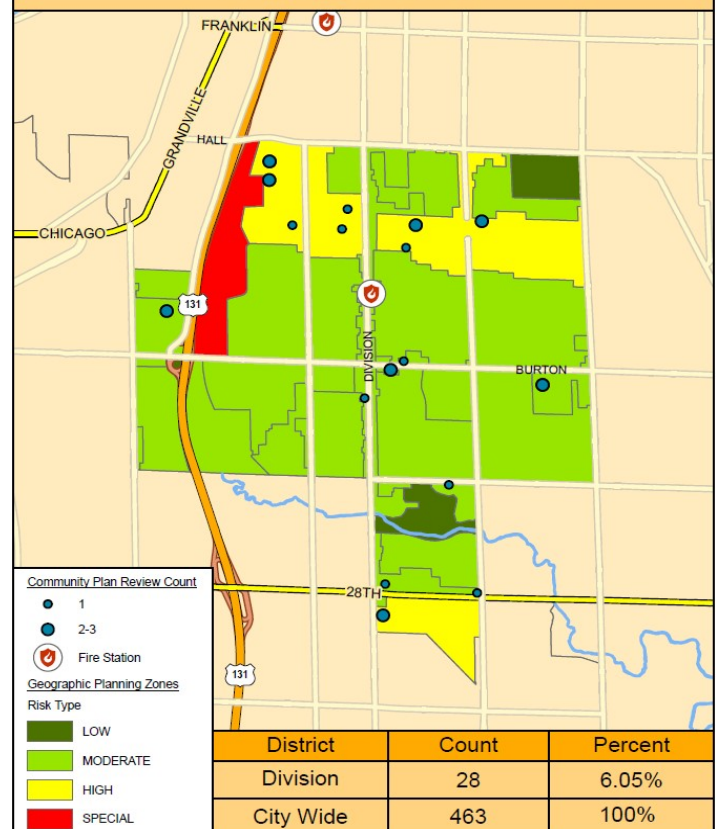 FRANKLIN
GRANDVILLE
HALL
CHICAGO
131
DIVISION
BURTON
28TH
131
Community Plan Review Count
1
2-3
Fire Station
Geographic Planning Zones
Risk Type
LOW
MODERATE
HIGH
SPECIAL
District Count Percent
Division 28 6.05%
City Wide 463 100%